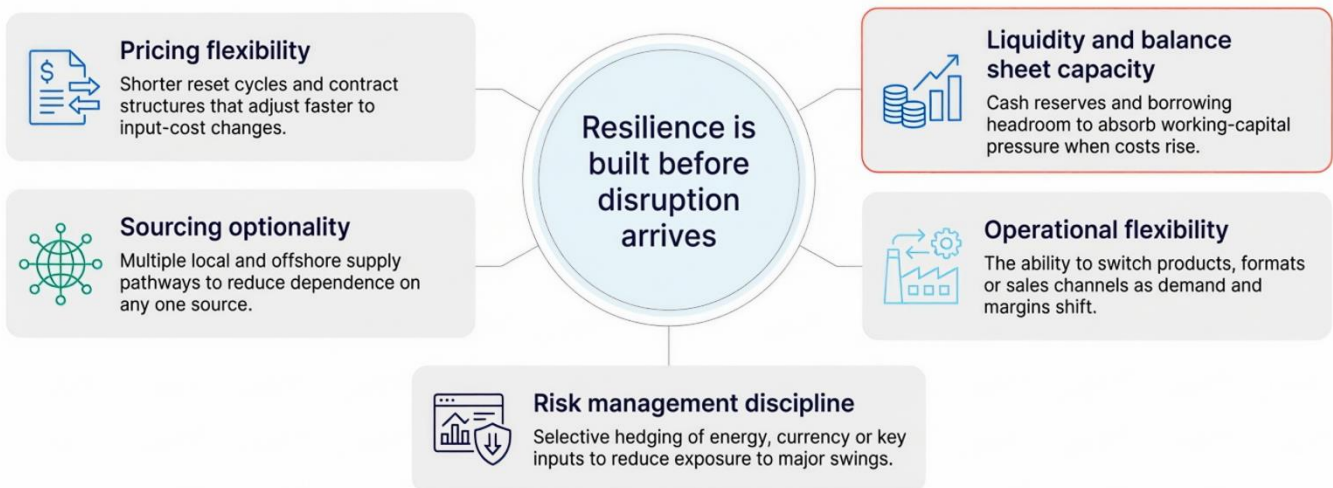 Pricing flexibility
Shorter reset cycles and contract
structures that adjust faster to
input-cost changes.
Sourcing optionality
Multiple local and offshore supply
pathways to reduce dependence on
any one source.
Resilience is
built before
disruption
arrives
Liquidity and balance
sheet capacity
Cash reserves and borrowing
headroom to absorb working-capital
pressure when costs rise.
Operational flexibility
The ability to switch products, formats
or sales channels as demand and
margins shift.
Risk management discipline
Selective hedging of energy, currency or key
inputs to reduce exposure to major swings.